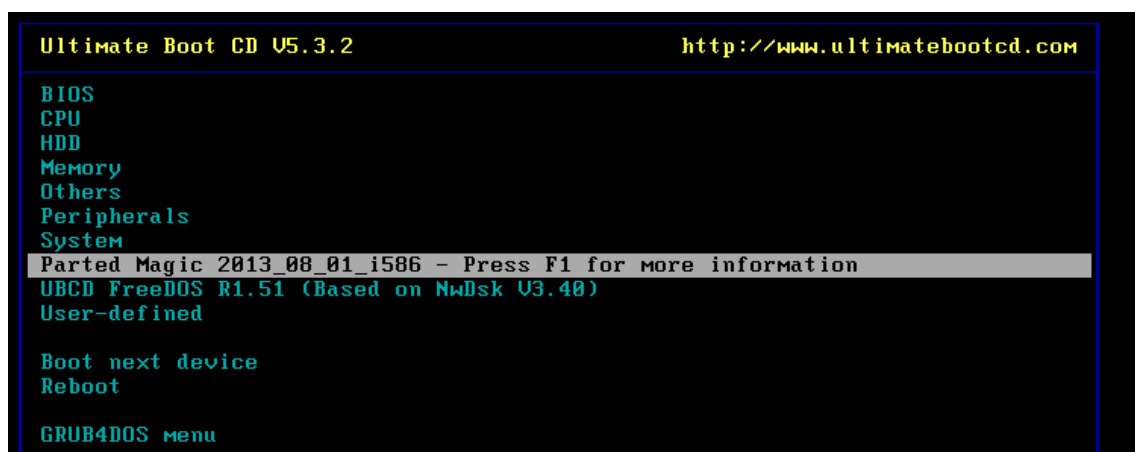 Ultimate Boot CD V5.3.2 http://www.ultimatebootcd.com
BIOS
CPU
HDD
Memory
Others
Peripherals
System
Parted Magic 2013_08_01_i586 - Press F1 for more information
UBCD FreeDOS R1.51 (Based on NwDsk V3.40)
User-defined
Boot next device
Reboot
GRUB4DOS menu